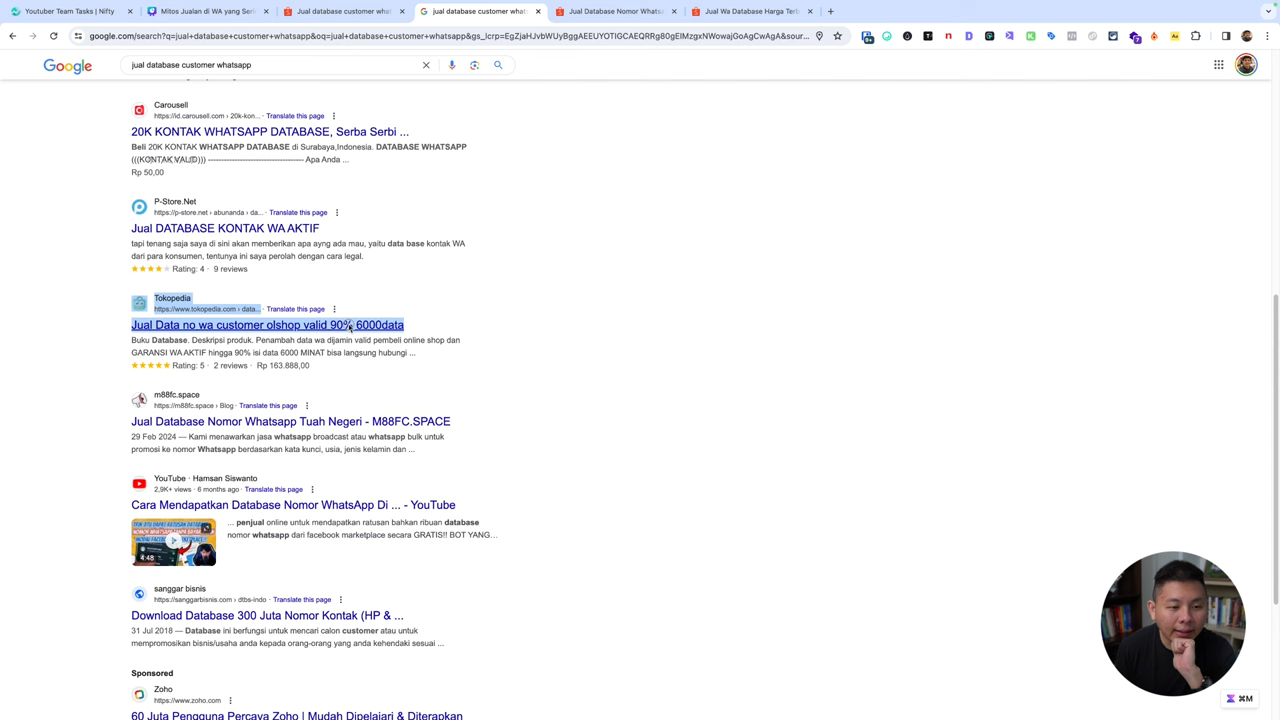 Youtuber Team Tasks | Nifty
Mitos Jualan di WA yang Seri
Jual database customer what
jual database customer whats
Jual Database Nomor Whatsa
Jual Wa Database Harga Terb
google.com/search?q=jual+database+customer+whatsapp&oq=jual+database+customer+whatsapp&gs_lcrp=EgZjaHJvbWUyBggAEEUYOTIGCAEQRRg80gEIMzgxNWowajGoAgCwAgA&sour...
Google
jual database customer whatsapp
Carousell
https://id.carousell.com › 20k-kon... · Translate this page
20K KONTAK WHATSAPP DATABASE, Serba Serbi ...
Beli 20K KONTAK WHATSAPP DATABASE di Surabaya,Indonesia. DATABASE WHATSAPP
(((KONTAK VALID))) ----------------------------------- Apa Anda ...
Rp 50,00
P-Store.Net
https://p-store.net › abunanda › da... · Translate this page
Jual DATABASE KONTAK WA AKTIF
tapi tenang saja saya di sini akan memberikan apa ayng ada mau, yaitu data base kontak WA
dari para konsumen, tentunya ini saya perolah dengan cara legal.
Rating: 4 · 9 reviews
Tokopedia
https://www.tokopedia.com › data... · Translate this page
Jual Data no wa customer olshop valid 90% 6000data
Buku Database. Deskripsi produk. Penambah data wa dijamin valid pembeli online shop dan
GARANSI WA AKTIF hingga 90% isi data 6000 MINAT bisa langsung hubungi ...
Rating: 5 · 2 reviews · Rp 163.888,00
m88fc.space
https://m88fc.space › Blog · Translate this page
Jual Database Nomor Whatsapp Tuah Negeri - M88FC.SPACE
29 Feb 2024 — Kami menawarkan jasa whatsapp broadcast atau whatsapp bulk untuk
promosi ke nomor Whatsapp berdasarkan kata kunci, usia, jenis kelamin dan ...
YouTube · Hamsan Siswanto
2,9K+ views · 6 months ago · Translate this page
Cara Mendapatkan Database Nomor WhatsApp Di ... - YouTube
... penjual online untuk mendapatkan ratusan bahkan ribuan database
nomor whatsapp dari facebook marketplace secara GRATIS!! BOT YANG...
4:48
sanggar bisnis
https://sanggarbisnis.com › dtbs-indo · Translate this page
Download Database 300 Juta Nomor Kontak (HP & ...
31 Jul 2018 — Database ini berfungsi untuk mencari calon customer atau untuk
mempromosikan bisnis/usaha anda kepada orang-orang yang anda kehendaki sesuai ...
Sponsored
Zoho
https://www.zoho.com
60 Juta Pengguna Percaya Zoho | Mudah Dipelajari & Diterapkan
⌘M